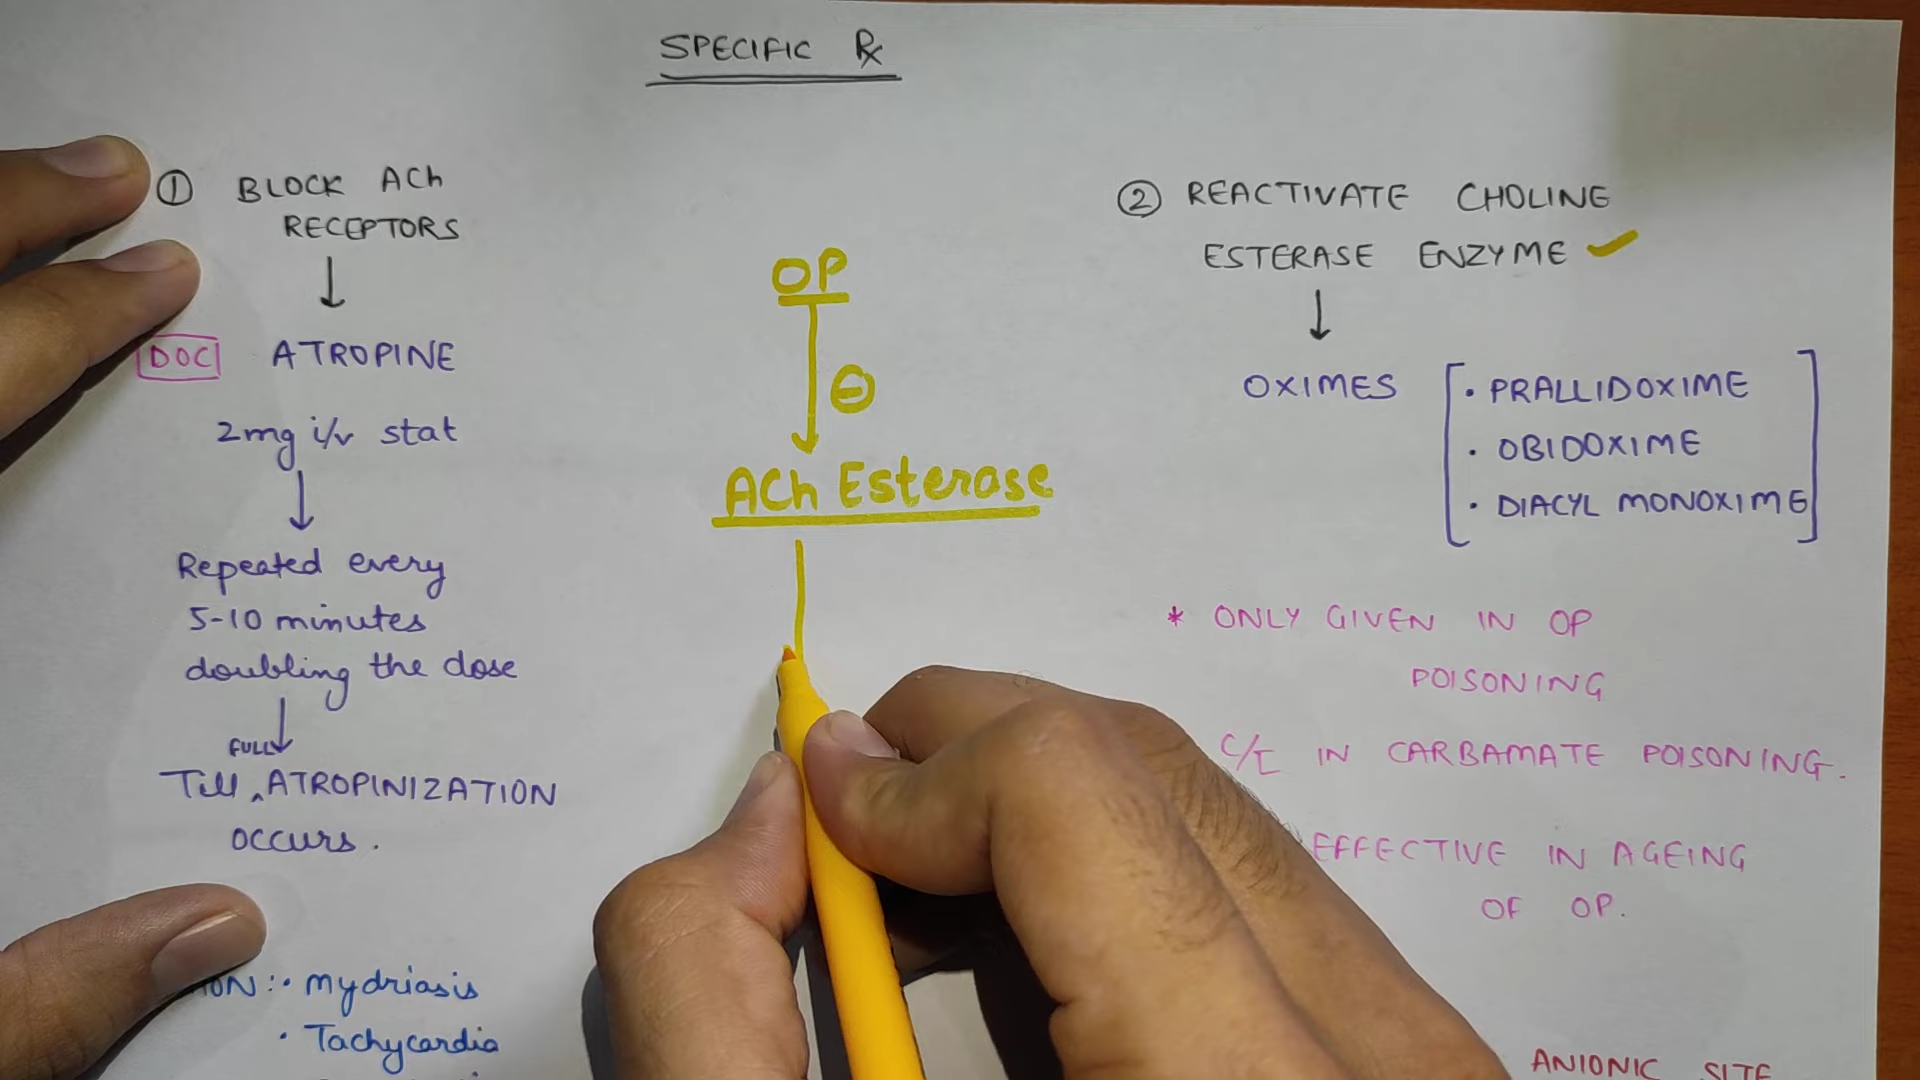 SPECIFIC Rx
① BLOCK ACh
RECEPTORS
DOC ATROPINE
2mg i/v stat
Repeated every
5-10 minutes
doubling the dose
FULL
Till ^ ATROPINIZATION
occurs.
: • Mydriasis
• Tachycardia
OP
⊖
ACh Esterase
② REACTIVATE CHOLINE
ESTERASE ENZYME ✓
OXIMES
• PRALLIDOXIME
• OBIDOXIME
• DIACYL MONOXIME
* ONLY GIVEN IN OP
POISONING
C/I IN CARBAMATE POISONING.
EFFECTIVE IN AGEING
OF OP.
ANIONIC SITE